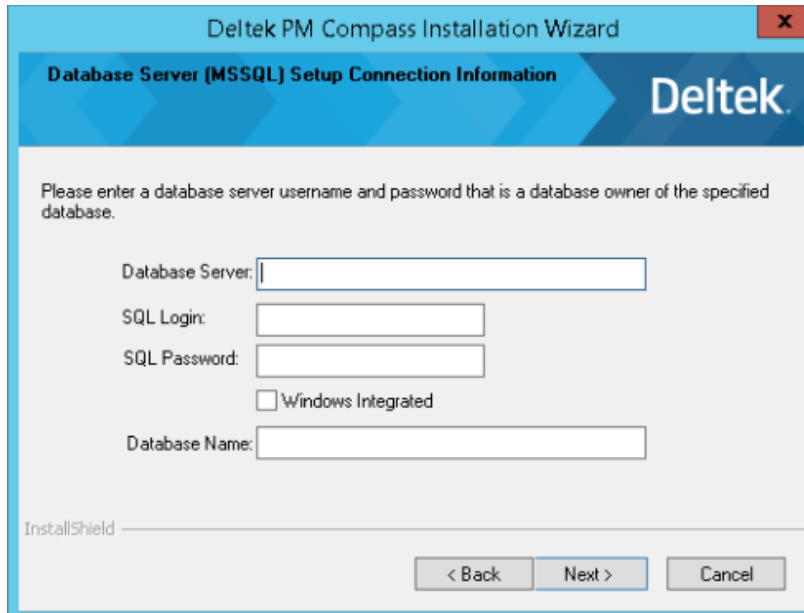 Deltek PM Compass Installation Wizard
x
Database Server (MSSQL) Setup Connection Information
Deltek.
Please enter a database server username and password that is a database owner of the specified
database.
Database Server:
SQL Login:
SQL Password:
Windows Integrated
Database Name:
InstallShield
< Back Next > Cancel